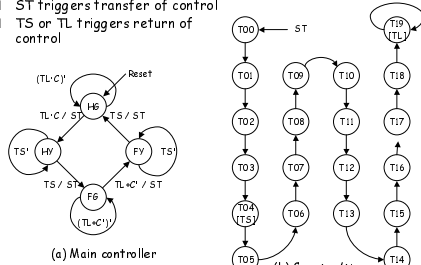 ST triggers transfer of control
TS or TL triggers return of
control
(TL·C)'
Reset
HG
TL·C / ST
TS / ST
TS'
HY
FY
TS'
TS / ST
TL+C' / ST
FG
(TL+C')'
(a) Main controller
T00
ST
T01
T02
T03
T04
[TS]
T05
T06
T07
T08
T09
T10
T11
T12
T13
T14
T15
T16
T17
T18
T19
[TL]